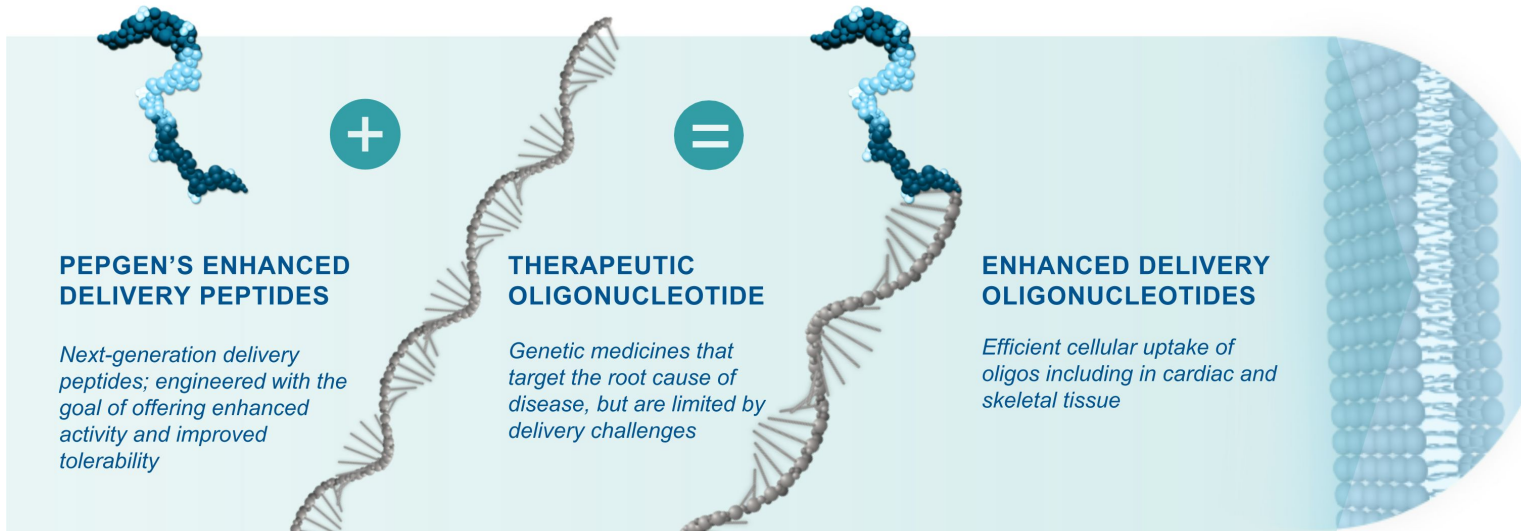 +
=
PEPGEN’S ENHANCED
DELIVERY PEPTIDES
Next-generation delivery
peptides; engineered with the
goal of offering enhanced
activity and improved
tolerability
THERAPEUTIC
OLIGONUCLEOTIDE
Genetic medicines that
target the root cause of
disease, but are limited by
delivery challenges
ENHANCED DELIVERY
OLIGONUCLEOTIDES
Efficient cellular uptake of
oligos including in cardiac and
skeletal tissue